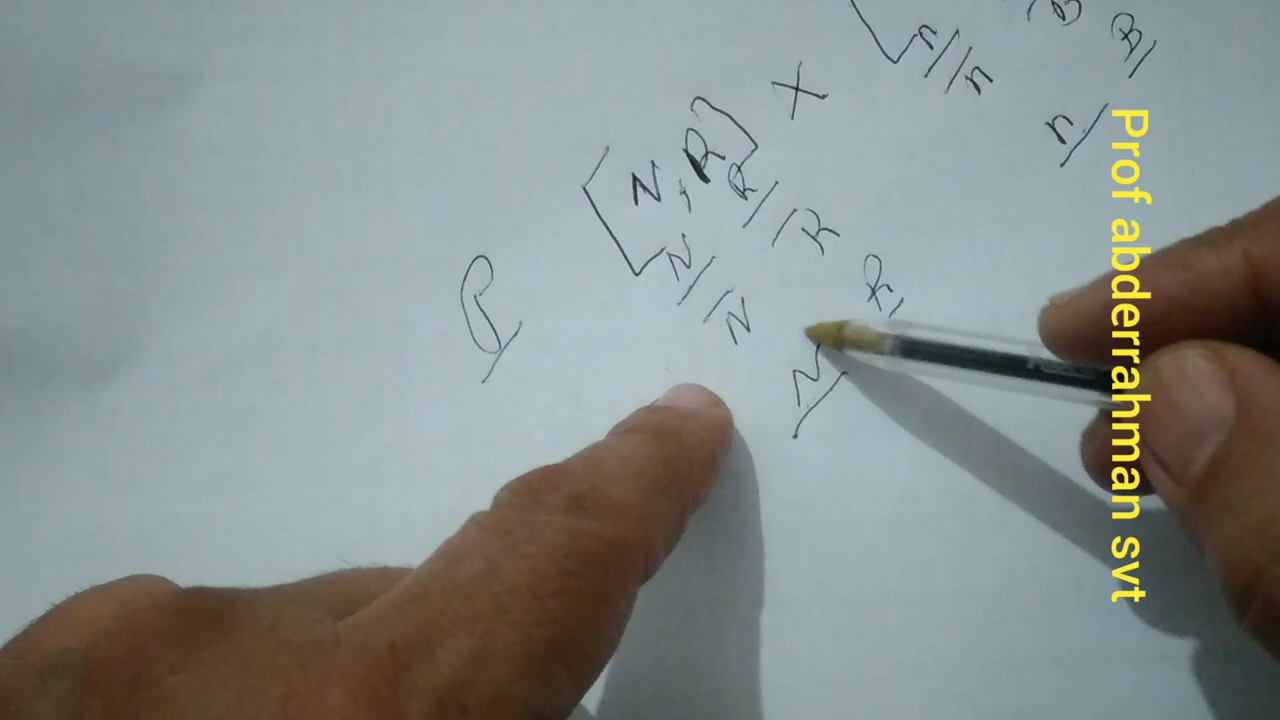 P [N, R] X [
N//N R//R n//n B B
N R n
Prof abderrahman svt